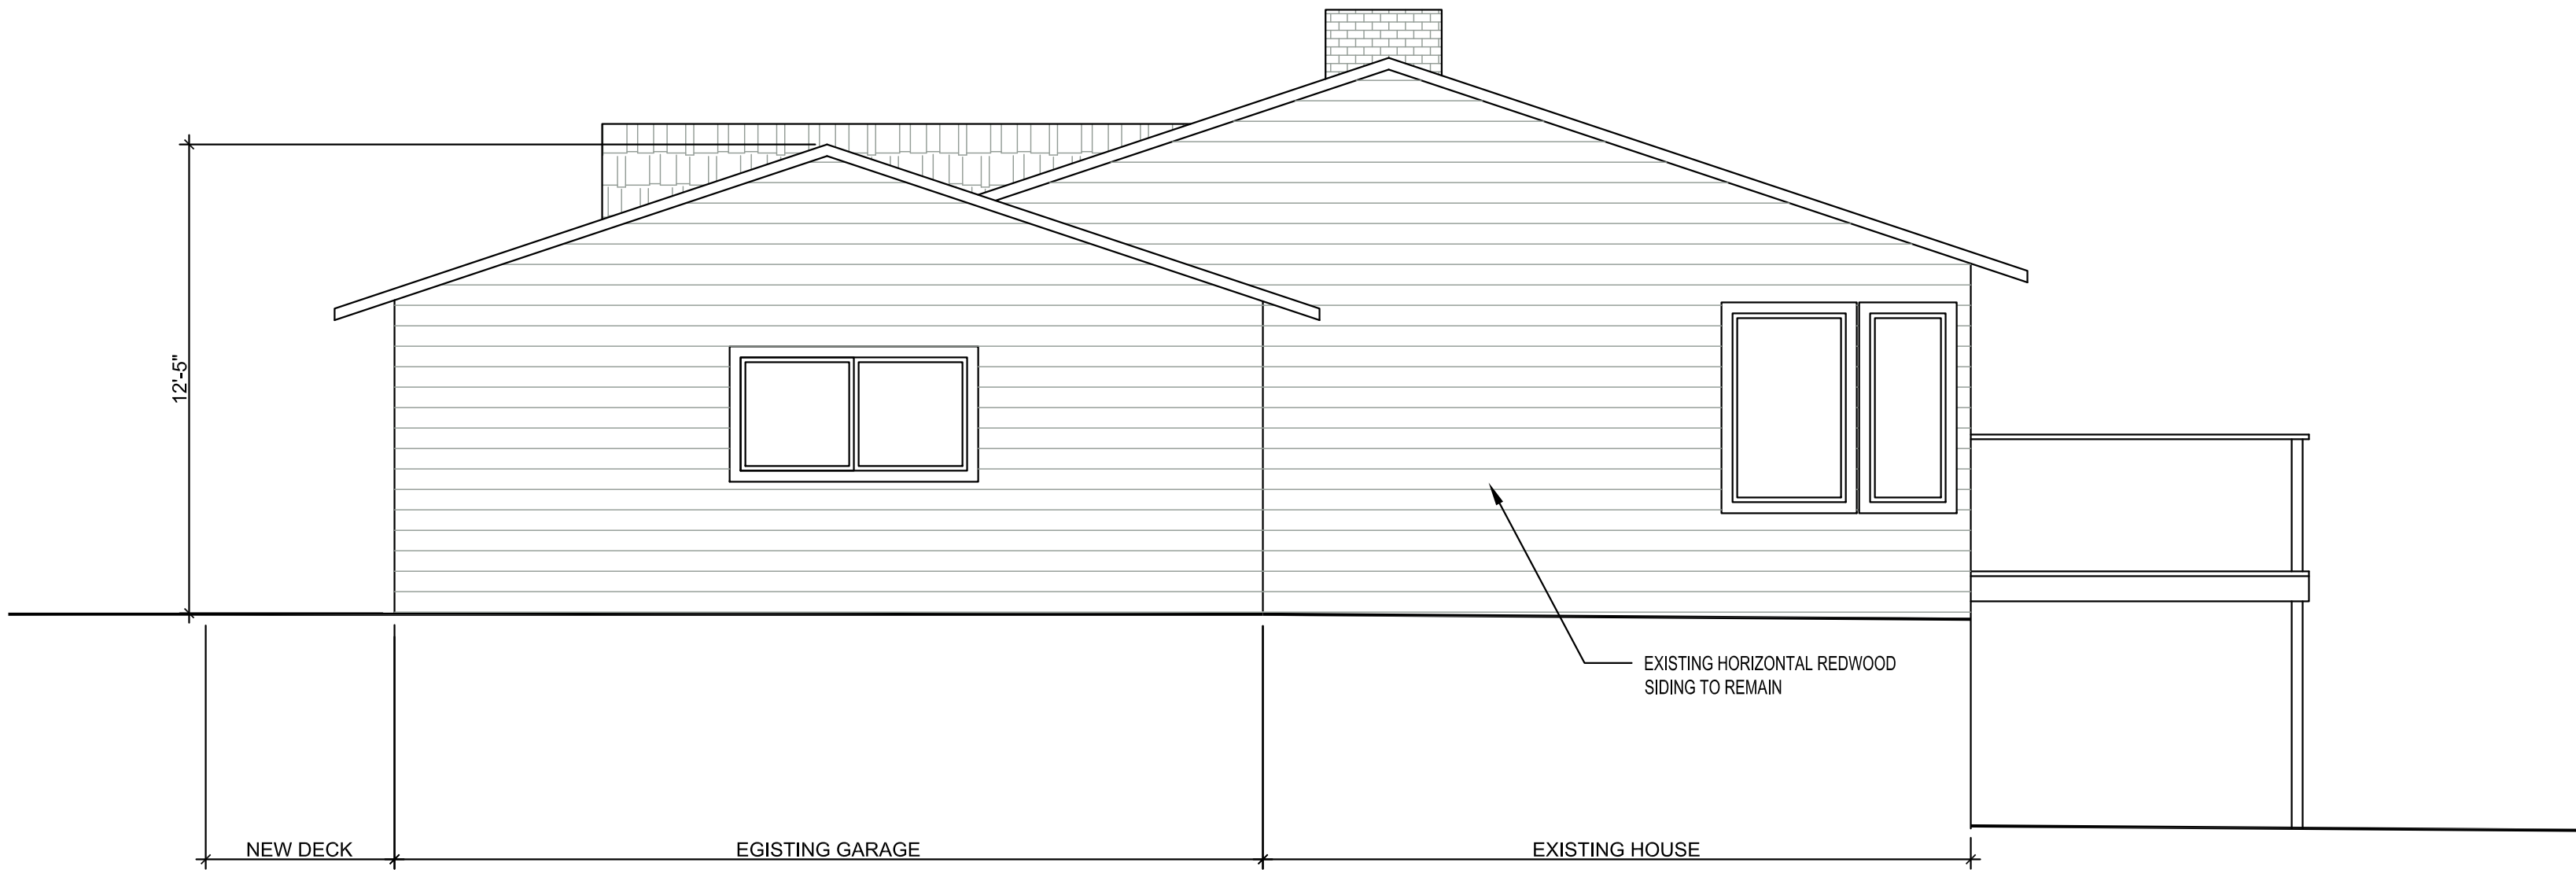 12'-5"
EXISTING HORIZONTAL REDWOOD
SIDING TO REMAIN
NEW DECK
EGISTING GARAGE
EXISTING HOUSE